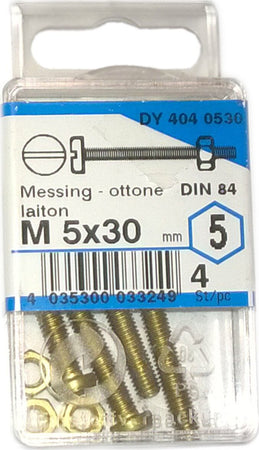 DY 404 0530
Messing - ottone DIN 84
laiton
M 5x30 mm 5
4
St/pc
4 035300 033249